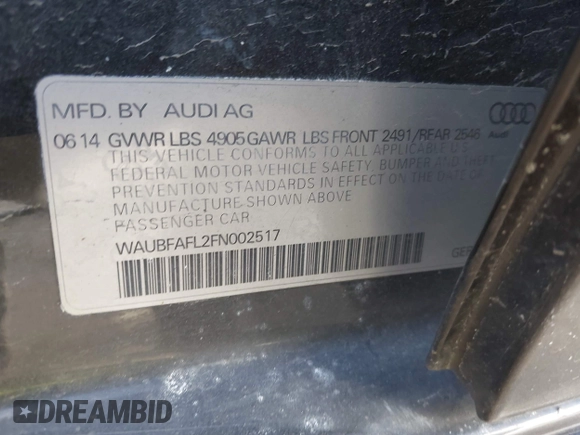 MFD. BY AUDI AG
06 14 GVWR LBS 4905 GAWR LBS FRONT 2491/REAR 2546
Audi
THIS VEHICLE CONFORMS TO ALL APPLICABLE U.S.
FEDERAL MOTOR VEHICLE SAFETY, BUMPER AND THEFT
PREVENTION STANDARDS IN EFFECT ON THE DATE OF
MANUFACTURE SHOWN ABOVE
PASSENGER CAR
WAUBFAFL2FN002517
DREAMBID